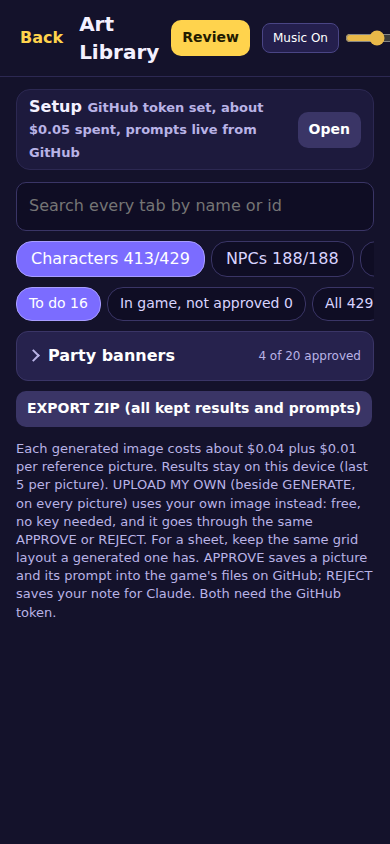 Back
Art
Library
Review
Music On
Setup GitHub token set, about
$0.05 spent, prompts live from
GitHub
Open
Search every tab by name or id
Characters 413/429
NPCs 188/188
To do 16
In game, not approved 0
All 429
Party banners
4 of 20 approved
EXPORT ZIP (all kept results and prompts)
Each generated image costs about $0.04 plus $0.01
per reference picture. Results stay on this device (last
5 per picture). UPLOAD MY OWN (beside GENERATE,
on every picture) uses your own image instead: free,
no key needed, and it goes through the same
APPROVE or REJECT. For a sheet, keep the same grid
layout a generated one has. APPROVE saves a picture
and its prompt into the game's files on GitHub; REJECT
saves your note for Claude. Both need the GitHub
token.